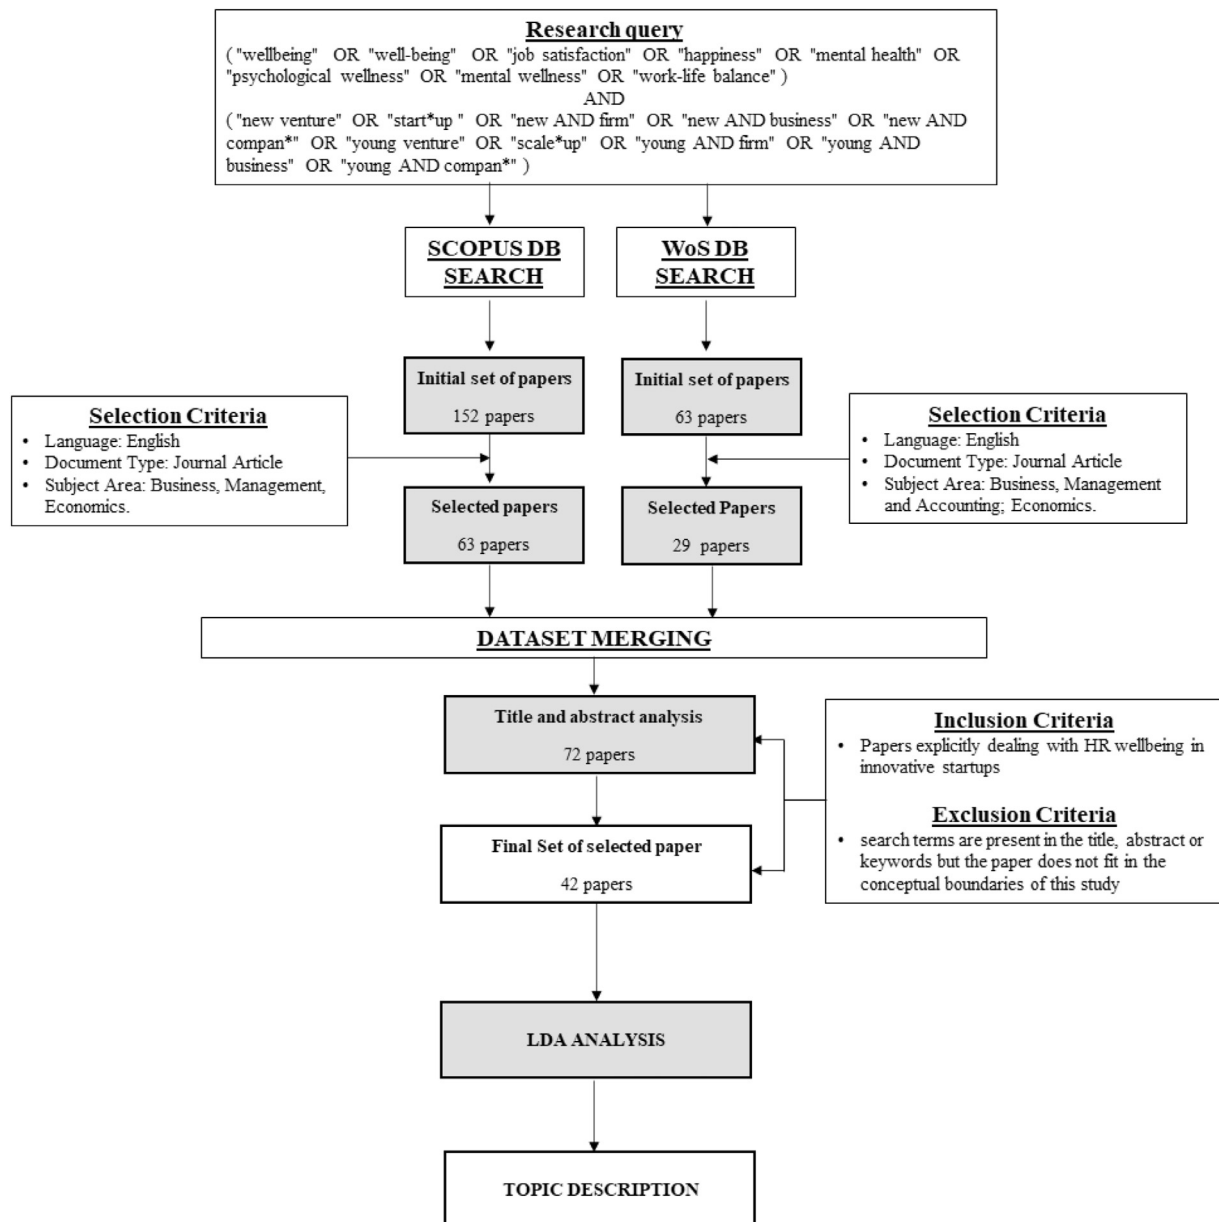 Research query
( "wellbeing" OR "well-being" OR "job satisfaction" OR "happiness" OR "mental health" OR
"psychological wellness" OR "mental wellness" OR "work-life balance" )
AND
( "new venture" OR "start*up " OR "new AND firm" OR "new AND business" OR "new AND
compan*" OR "young venture" OR "scale*up" OR "young AND firm" OR "young AND
business" OR "young AND compan*" )
SCOPUS DB
SEARCH
WoS DB
SEARCH
Initial set of papers
152 papers
Initial set of papers
63 papers
Selection Criteria
• Language: English
• Document Type: Journal Article
• Subject Area: Business, Management,
Economics.
Selection Criteria
• Language: English
• Document Type: Journal Article
• Subject Area: Business, Management
and Accounting; Economics.
Selected papers
63 papers
Selected Papers
29 papers
DATASET MERGING
Title and abstract analysis
72 papers
Inclusion Criteria
• Papers explicitly dealing with HR wellbeing in
innovative startups
Exclusion Criteria
• search terms are present in the title, abstract or
keywords but the paper does not fit in the
conceptual boundaries of this study
Final Set of selected paper
42 papers
LDA ANALYSIS
TOPIC DESCRIPTION